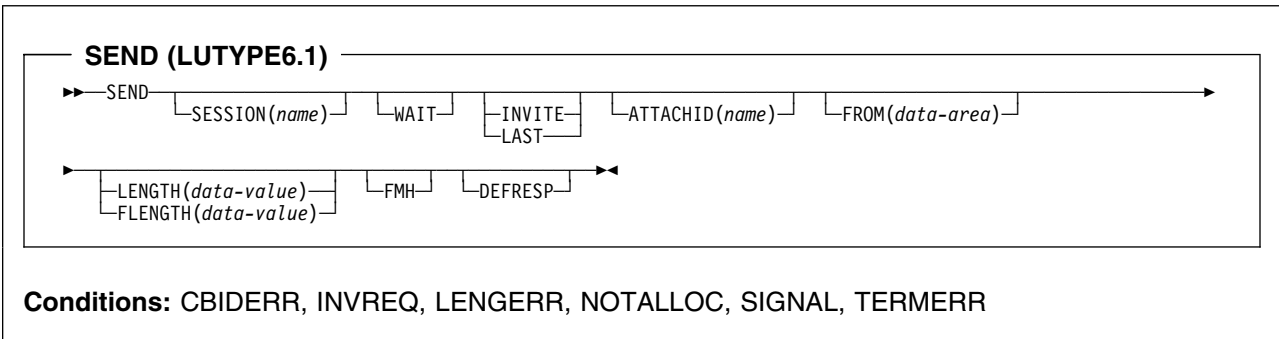 SEND (LUTYPE6.1)
SEND SESSION(name) WAIT INVITE LAST ATTACHID(name) FROM(data-area)
LENGTH(data-value) FLENGTH(data-value) FMH DEFRESP
Conditions: CBIDERR, INVREQ, LENGERR, NOTALLOC, SIGNAL, TERMERR